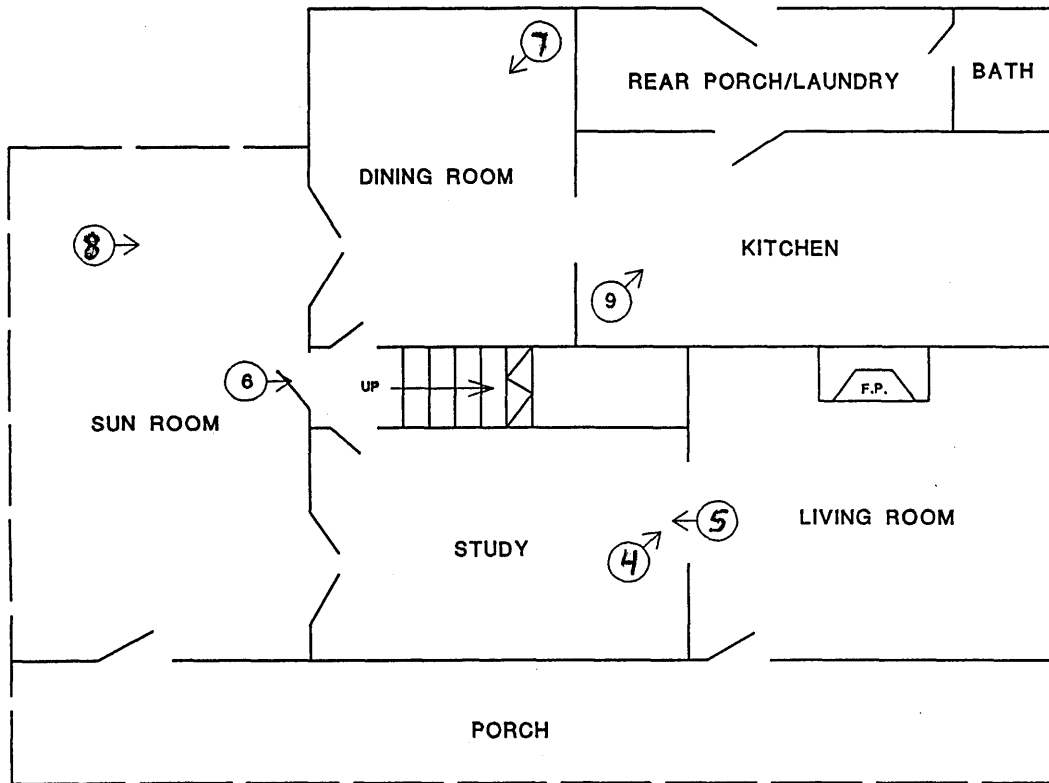 7
REAR PORCH/LAUNDRY
BATH
DINING ROOM
8
KITCHEN
9
6
UP
F.P.
SUN ROOM
5
LIVING ROOM
STUDY
4
PORCH